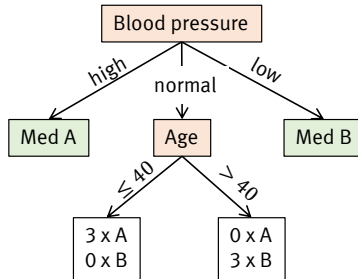 Blood pressure
high
normal
low
Med A
Age
Med B
≤ 40
> 40
3 x A
0 x B
0 x A
3 x B